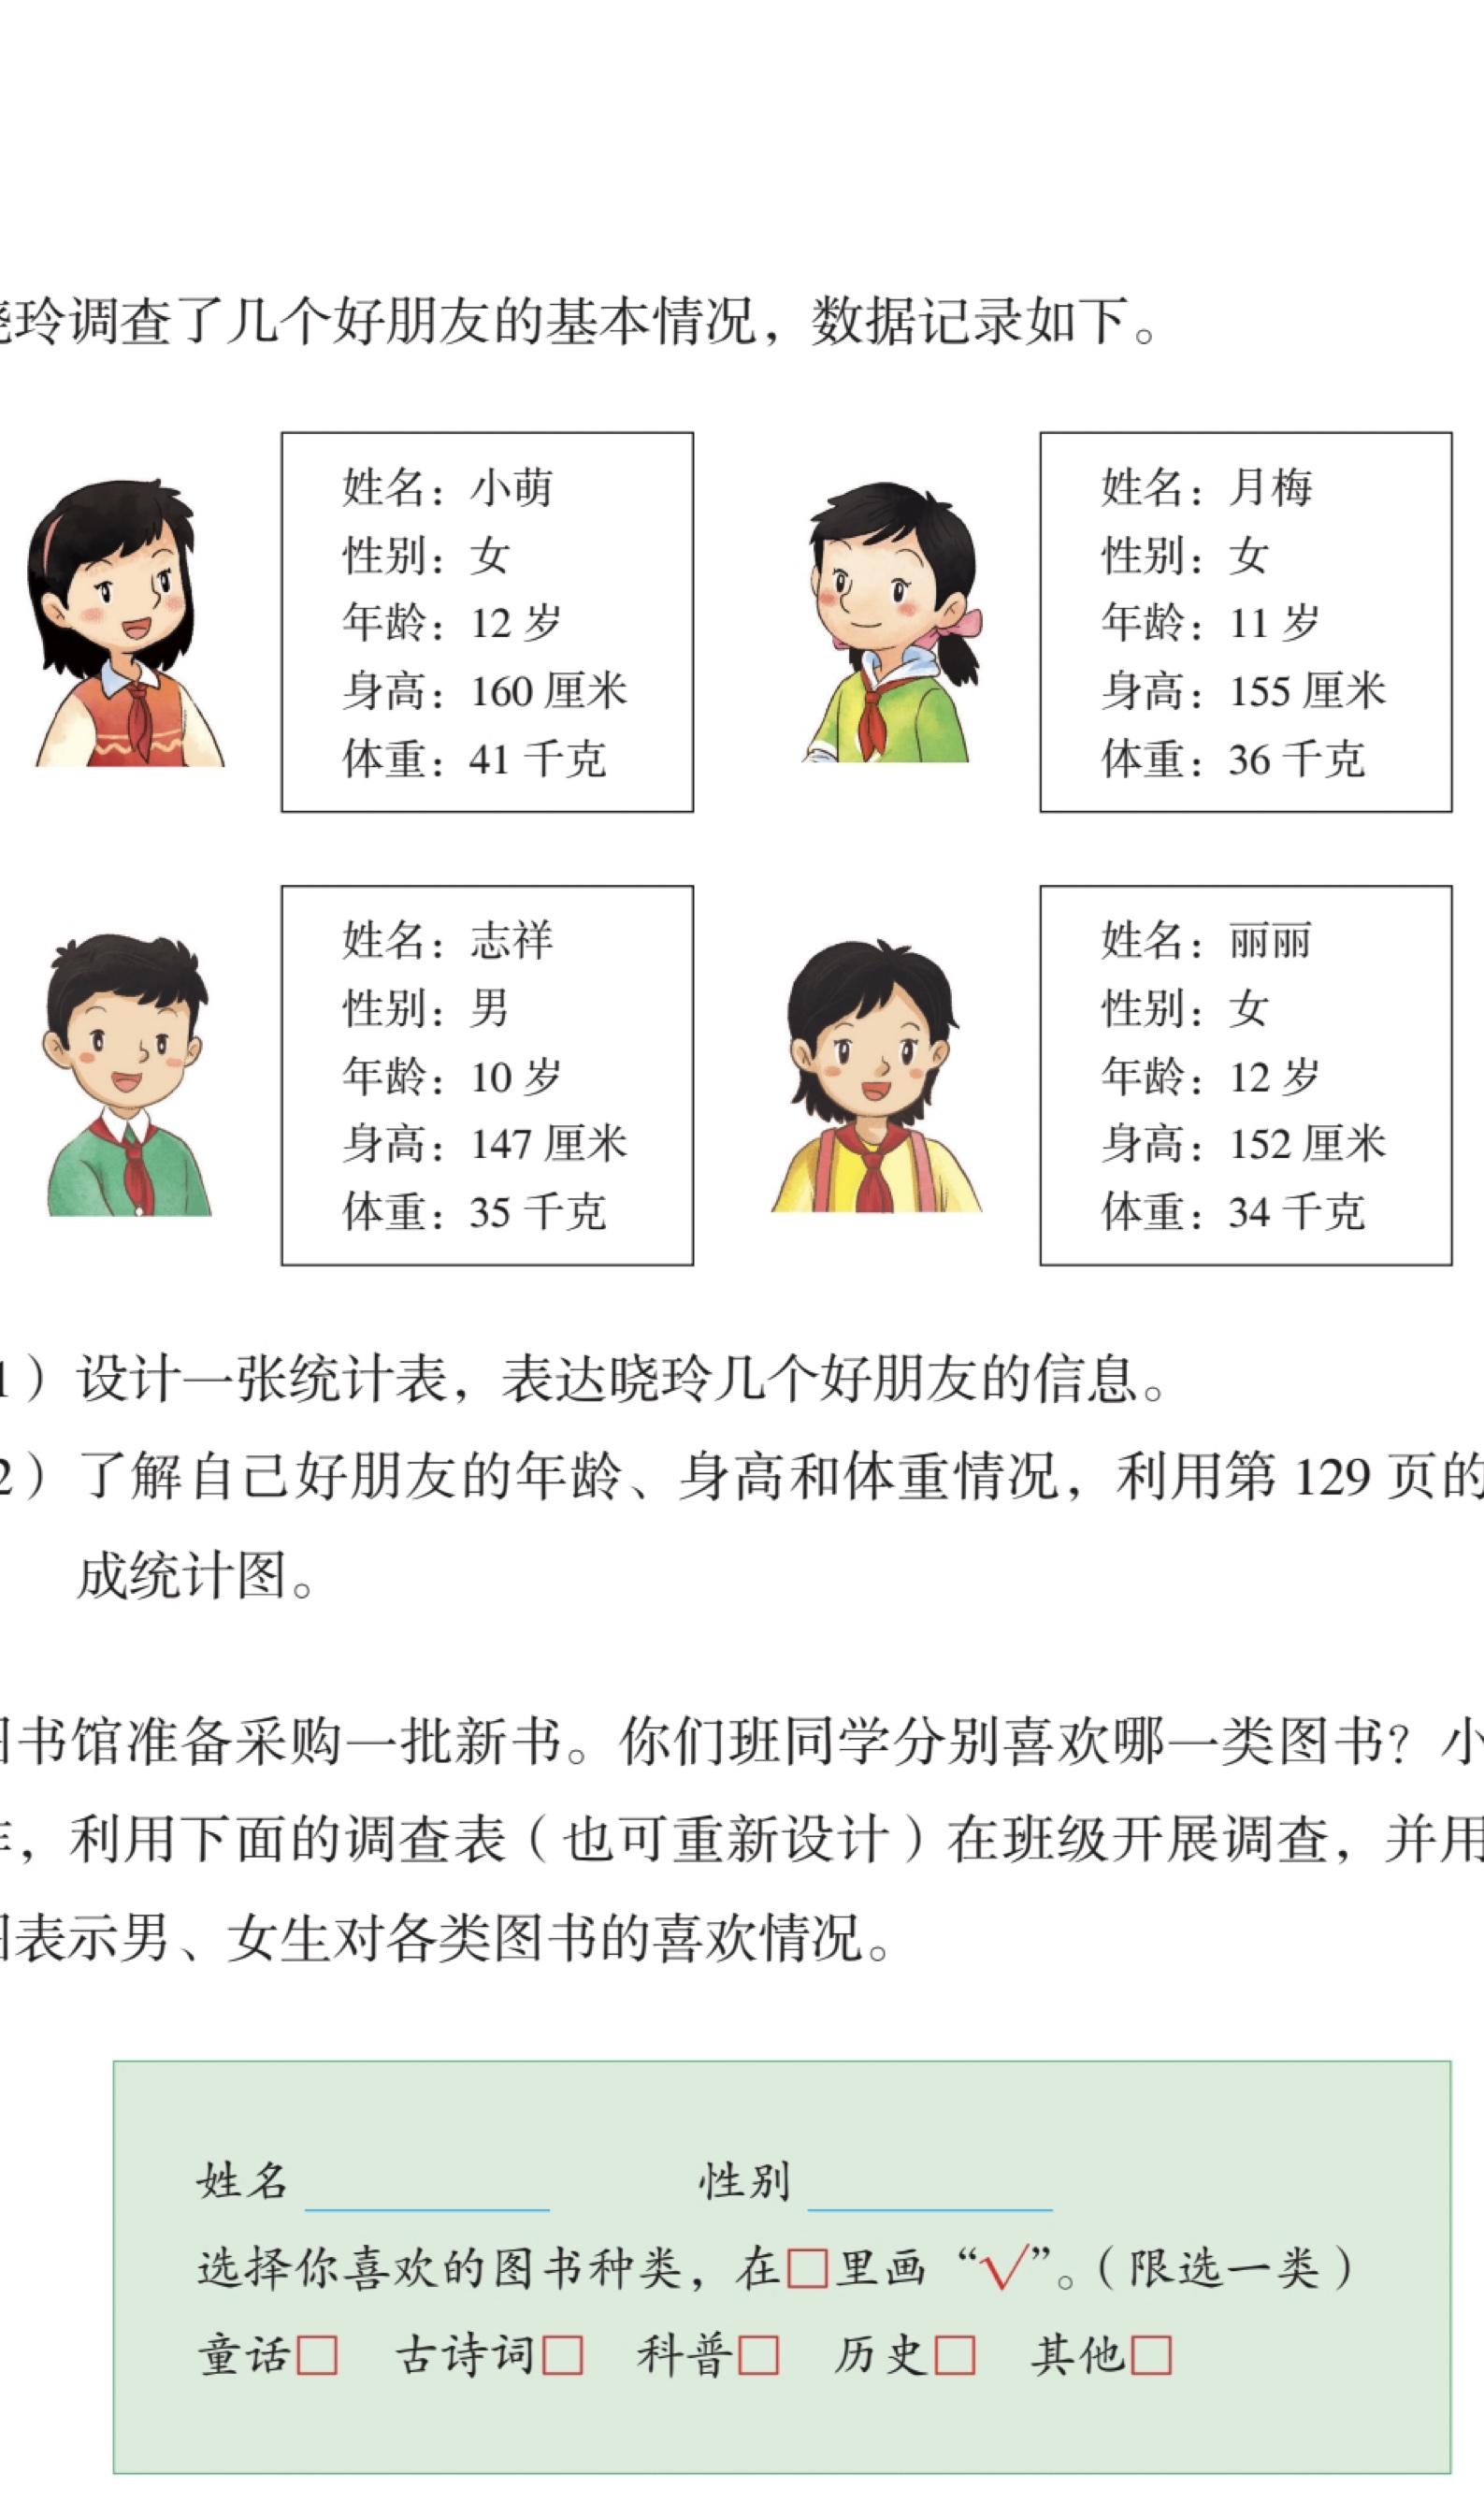 玲调查了几个好朋友的基本情况，数据记录如下。
姓名：小萌
性别：女
年龄：12 岁
身高：160 厘米
体重：41 千克
姓名：月梅
性别：女
年龄：11 岁
身高：155 厘米
体重：36 千克
姓名：志祥
性别：男
年龄：10 岁
身高：147 厘米
体重：35 千克
姓名：丽丽
性别：女
年龄：12 岁
身高：152 厘米
体重：34 千克
1）设计一张统计表，表达晓玲几个好朋友的信息。
2）了解自己好朋友的年龄、身高和体重情况，利用第 129 页的
成统计图。
书馆准备采购一批新书。你们班同学分别喜欢哪一类图书？小
，利用下面的调查表（也可重新设计）在班级开展调查，并用
表示男、女生对各类图书的喜欢情况。
姓名 性别
选择你喜欢的图书种类，在□里画“√”。（限选一类）
童话□ 古诗词□ 科普□ 历史□ 其他□